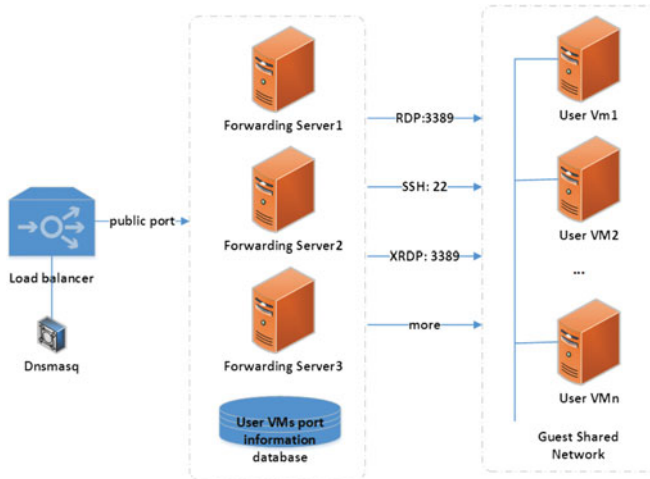 Load balancer
Dnsmasq
public port
Forwarding Server1
Forwarding Server2
Forwarding Server3
User VMs port
information
database
RDP:3389
SSH: 22
XRDP: 3389
more
User Vm1
User VM2
...
User VMn
Guest Shared
Network